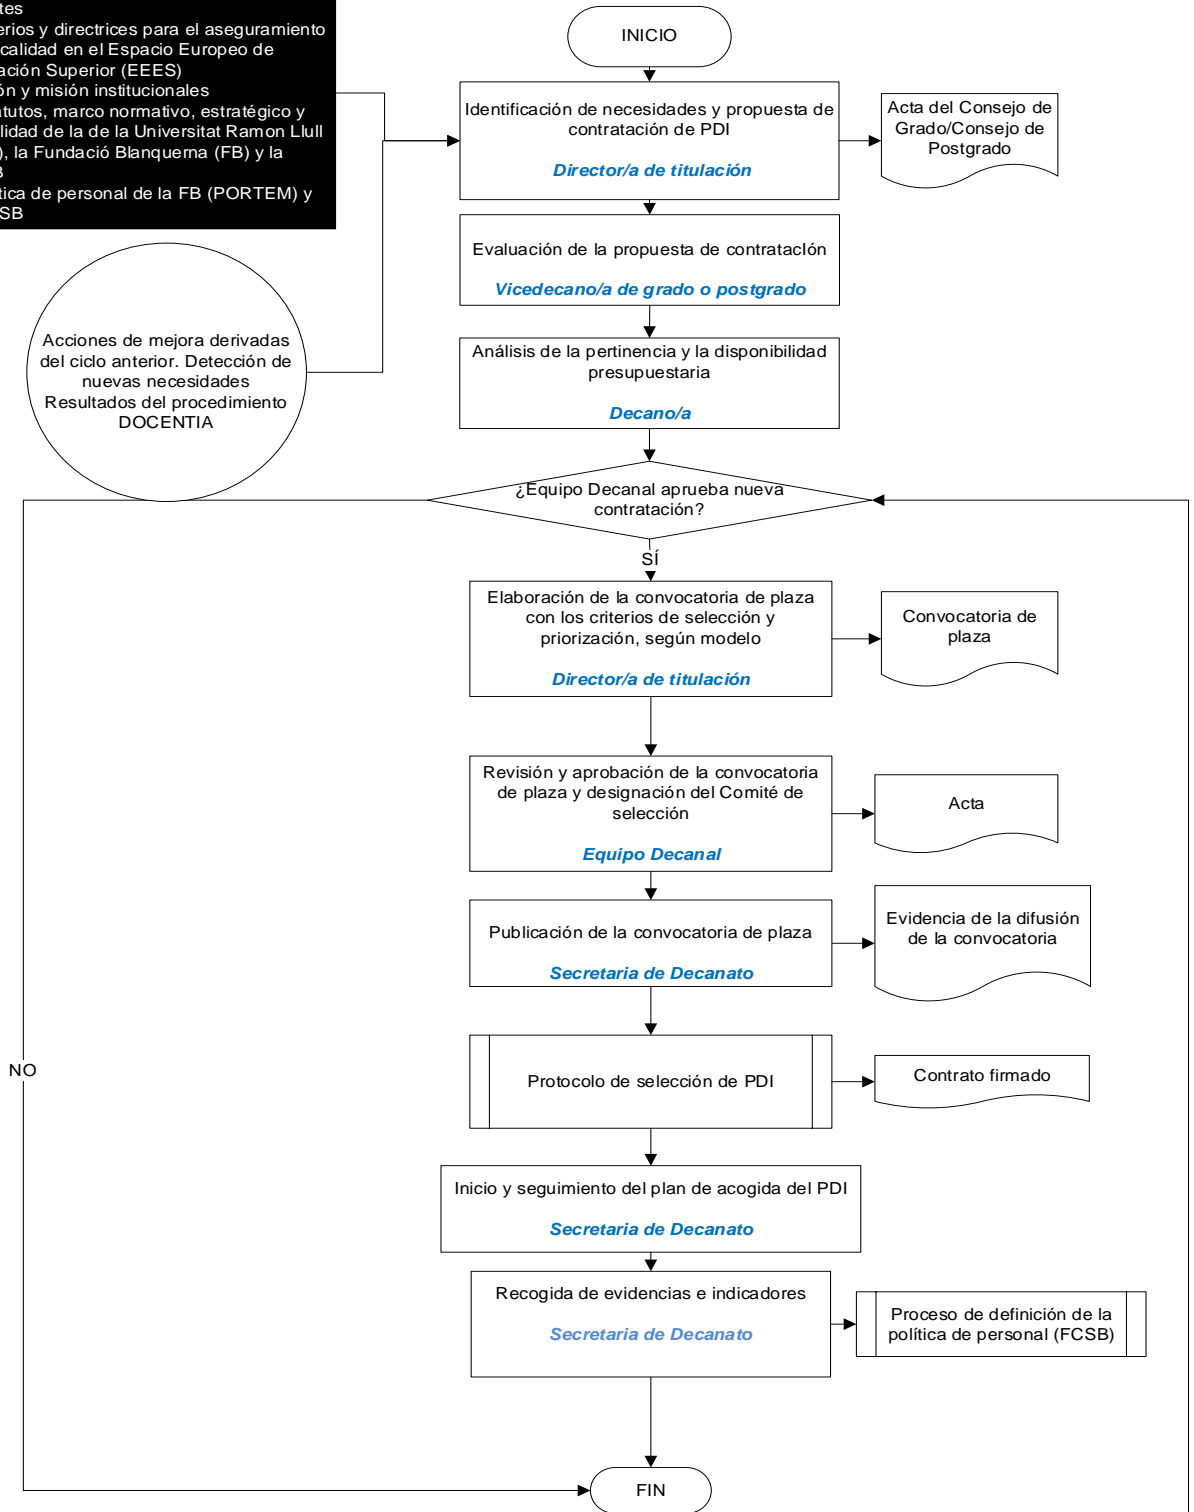 tes
erios y directrices para el aseguramiento
calidad en el Espacio Europeo de
ación Superior (EEES)
ón y misión institucionales
atutos, marco normativo, estratégico y
lidad de la de la Universitat Ramon Llull
), la Fundació Blanquerna (FB) y la
B
tica de personal de la FB (PORTEM) y
SB
INICIO
Identificación de necesidades y propuesta de
contratación de PDI
Director/a de titulación
Acta del Consejo de
Grado/Consejo de
Postgrado
Evaluación de la propuesta de contratación
Vicedecano/a de grado o postgrado
Acciones de mejora derivadas
del ciclo anterior. Detección de
nuevas necesidades
Resultados del procedimiento
DOCENTIA
Análisis de la pertinencia y la disponibilidad
presupuestaria
Decano/a
¿Equipo Decanal aprueba nueva
contratación?
SÍ
Elaboración de la convocatoria de plaza
con los criterios de selección y
priorización, según modelo
Director/a de titulación
Convocatoria de
plaza
Revisión y aprobación de la convocatoria
de plaza y designación del Comité de
selección
Equipo Decanal
Acta
Publicación de la convocatoria de plaza
Secretaria de Decanato
Evidencia de la difusión
de la convocatoria
NO
Protocolo de selección de PDI
Contrato firmado
Inicio y seguimiento del plan de acogida del PDI
Secretaria de Decanato
Recogida de evidencias e indicadores
Secretaria de Decanato
Proceso de definición de la
política de personal (FCSB)
FIN